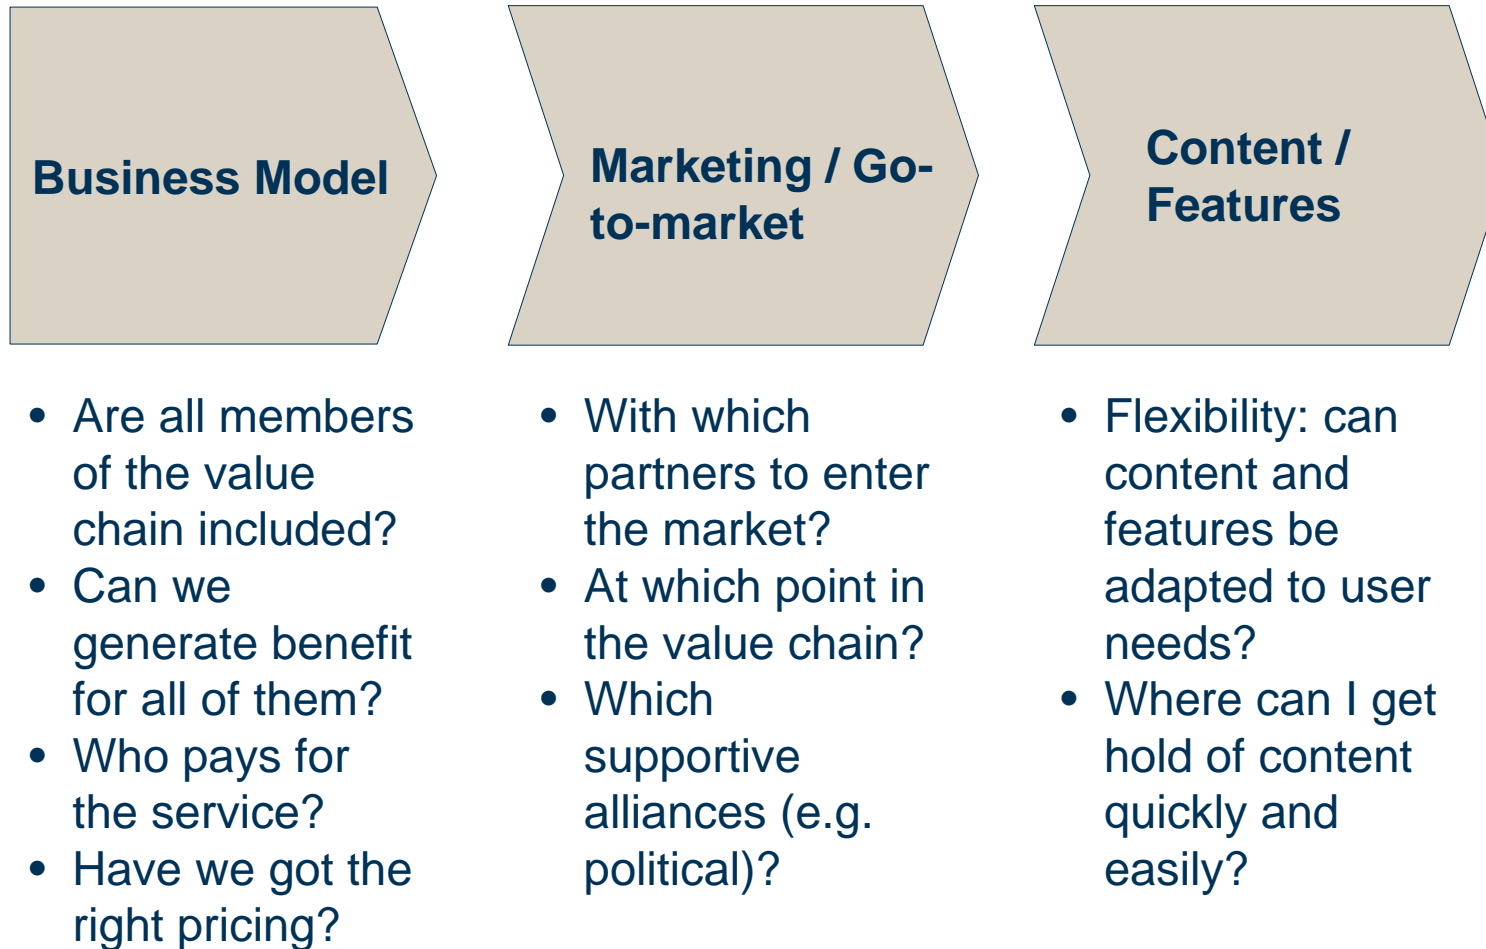 Business Model
Marketing / Go-
to-market
Content /
Features
• Are all members
of the value
chain included?
• Can we
generate benefit
for all of them?
• Who pays for
the service?
• Have we got the
right pricing?
• With which
partners to enter
the market?
• At which point in
the value chain?
• Which
supportive
alliances (e.g.
political)?
• Flexibility: can
content and
features be
adapted to user
needs?
• Where can I get
hold of content
quickly and
easily?